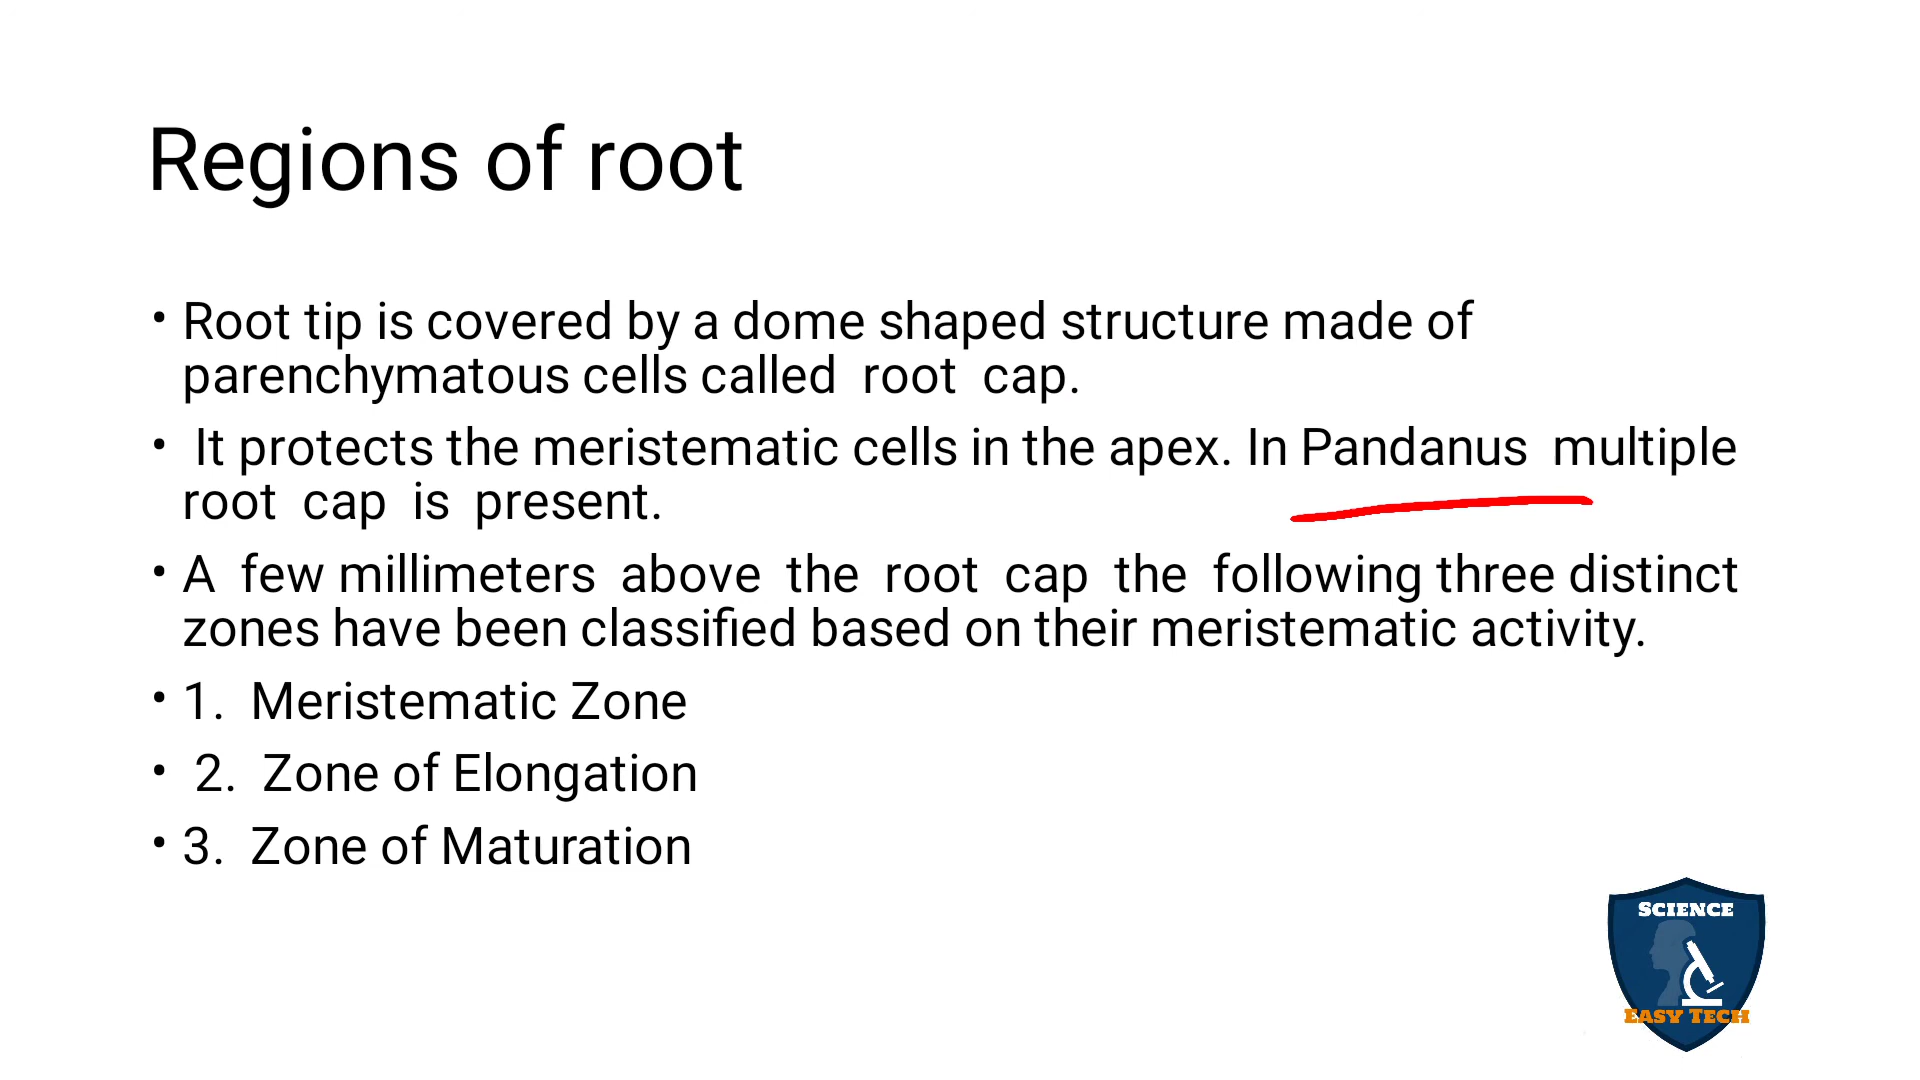 Regions of root
• Root tip is covered by a dome shaped structure made of
parenchymatous cells called root cap.
• It protects the meristematic cells in the apex. In Pandanus multiple
root cap is present.
• A few millimeters above the root cap the following three distinct
zones have been classified based on their meristematic activity.
• 1. Meristematic Zone
• 2. Zone of Elongation
• 3. Zone of Maturation
SCIENCE
EASY TECH